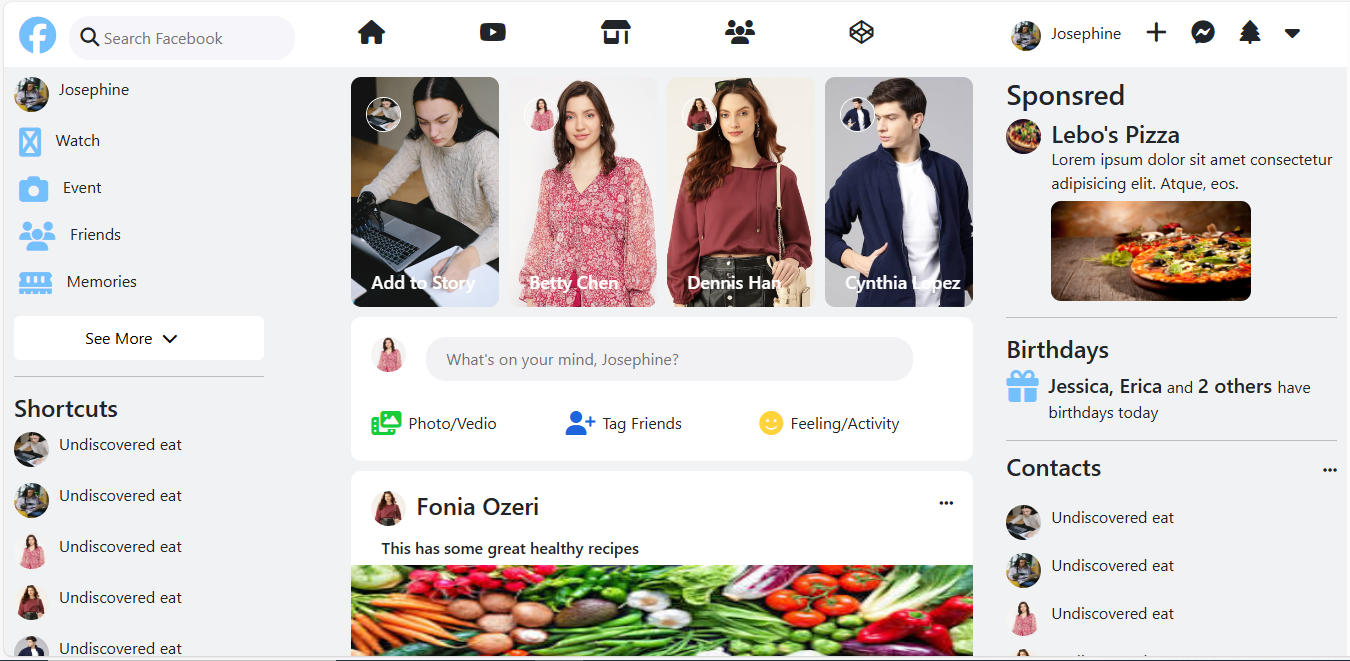 Search Facebook
Josephine
Josephine
Watch
Event
Friends
Memories
See More
Shortcuts
Undiscovered eat
Undiscovered eat
Undiscovered eat
Undiscovered eat
Undiscovered eat
Add to Story
Betty Chen
Dennis Han
Cynthia Lopez
What's on your mind, Josephine?
Photo/Vedio
Tag Friends
Feeling/Activity
Fonia Ozeri
This has some great healthy recipes
Sponsred
Lebo's Pizza
Lorem ipsum dolor sit amet consectetur
adipisicing elit. Atque, eos.
Birthdays
Jessica, Erica and 2 others have
birthdays today
Contacts
Undiscovered eat
Undiscovered eat
Undiscovered eat